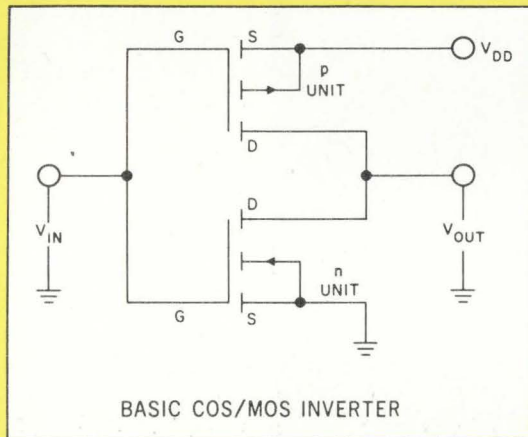 G
S
V_DD
p
UNIT
D
D
V_IN
V_OUT
n
UNIT
G
S
BASIC COS/MOS INVERTER